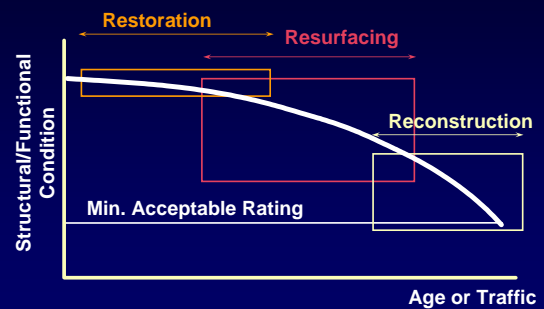 Restoration
Resurfacing
Reconstruction
Structural/Functional
Condition
Min. Acceptable Rating
Age or Traffic